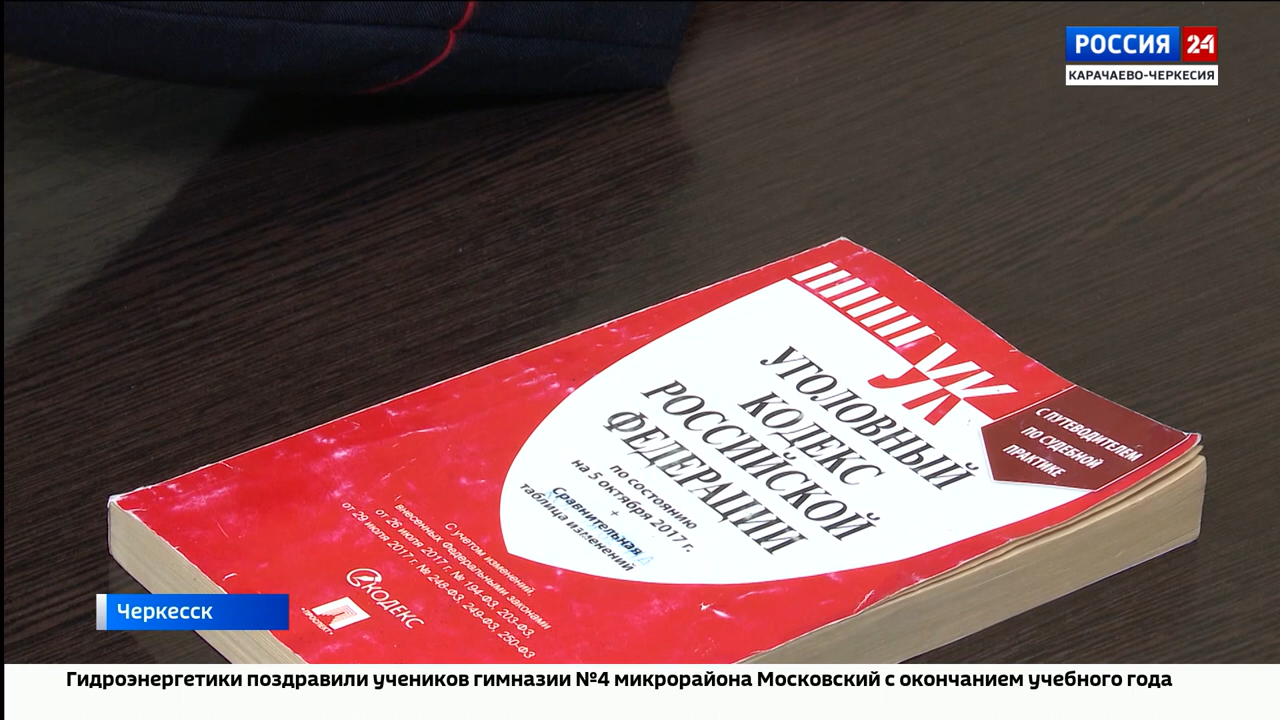 РОССИЯ 24
КАРАЧАЕВО-ЧЕРКЕСИЯ
УК
УГОЛОВНЫЙ
КОДЕКС
РОССИЙСКОЙ
ФЕДЕРАЦИИ
С ПУТЕВОДИТЕЛЕМ
ПО СУДЕБНОЙ
ПРАКТИКЕ
по состоянию
на 5 октября 2017 г.
+
Сравнительная
таблица изменений
С учетом изменений,
внесенных Федеральными законами
от 26 июля 2017 г. № 194-ФЗ, 203-ФЗ,
от 29 июля 2017 г. № 248-ФЗ, 249-ФЗ, 250-ФЗ
КОДЕКС
•ПРОСПЕКТ•
Черкесск
Гидроэнергетики поздравили учеников гимназии №4 микрорайона Московский с окончанием учебного года